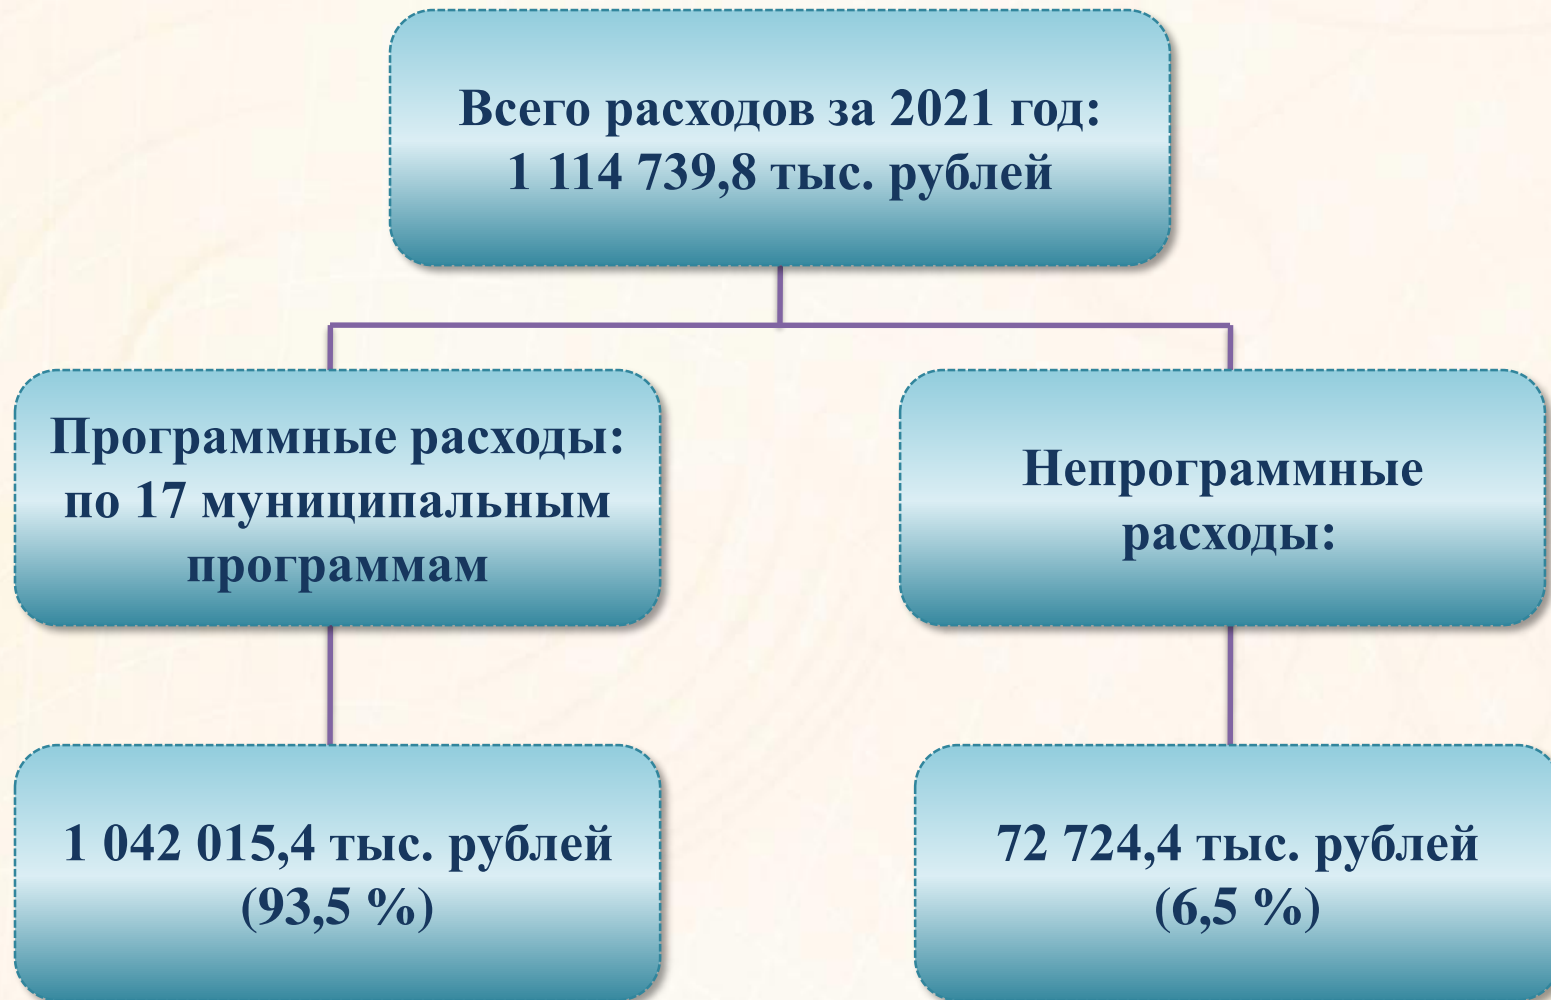 Всего расходов за 2021 год:
1 114 739,8 тыс. рублей
Программные расходы:
по 17 муниципальным
программам
Непрограммные
расходы:
1 042 015,4 тыс. рублей
(93,5 %)
72 724,4 тыс. рублей
(6,5 %)